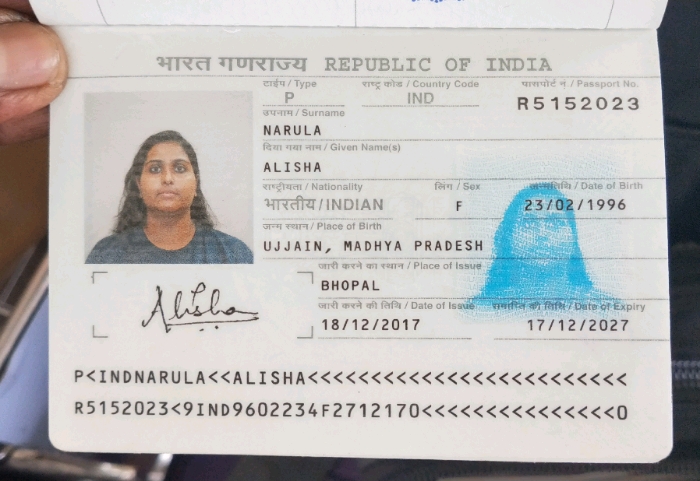 भारत गणराज्य REPUBLIC OF INDIA
टाईप / Type राष्ट्र कोड / Country Code पासपोर्ट नं. / Passport No.
P IND R5152023
उपनाम / Surname
NARULA
दिया गया नाम / Given Name(s)
ALISHA
राष्ट्रीयता / Nationality लिंग / Sex जन्मतिथि / Date of Birth
भारतीय / INDIAN F 23/02/1996
जन्म स्थान / Place of Birth
UJJAIN, MADHYA PRADESH
जारी करने का स्थान / Place of Issue
BHOPAL
जारी करने की तिथि / Date of Issue समाप्ति की तिथि / Date of Expiry
18/12/2017 17/12/2027
Alisha
P<INDNARULA<<ALISHA<<<<<<<<<<<<<<<<<<<<<<<<<
R5152023<9IND9602234F2712170<<<<<<<<<<<<<<<0